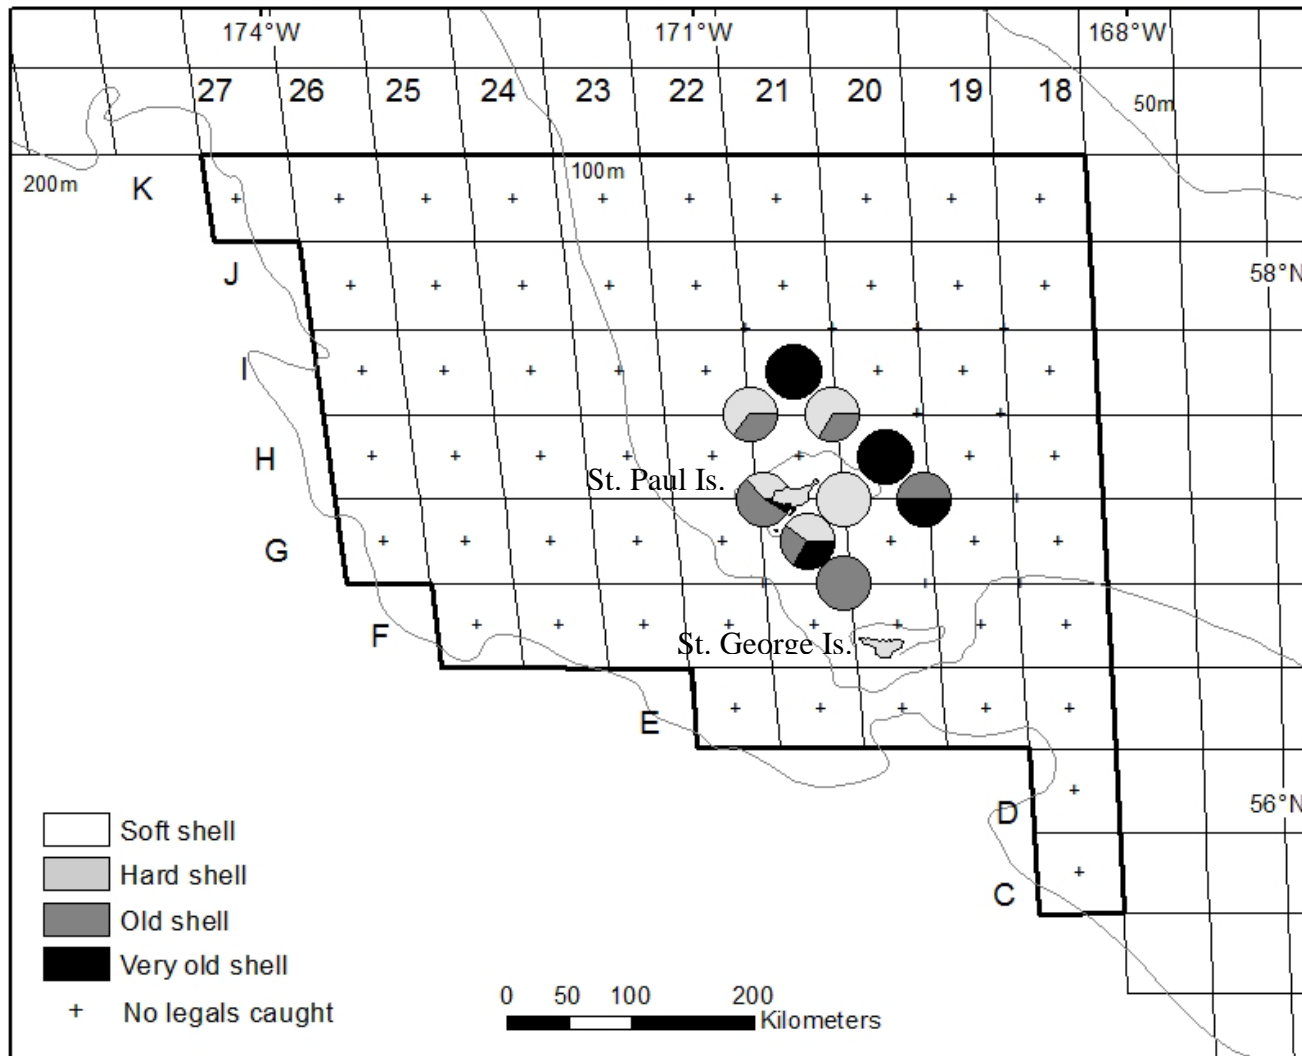 174°W 171°W 168°W
27 26 25 24 23 22 21 20 19 18
50m
200m
100m
K
J
58°N
I
H
St. Paul Is.
G
F
St. George Is.
E
D
56°N
C
Soft shell
Hard shell
Old shell
Very old shell
+ No legals caught
0 50 100 200
Kilometers